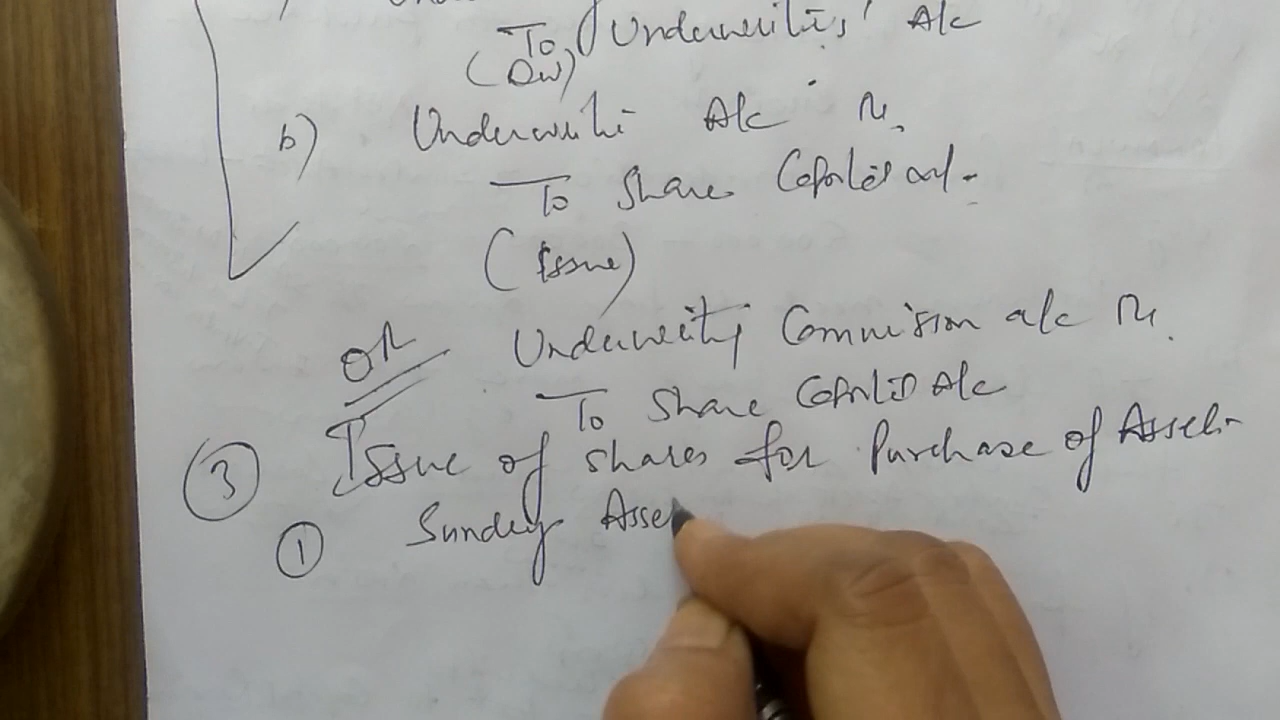 To Underwriters' A/c
(Due)
b) Underwriter A/c Dr.
To Share Capital a/c.
(Issue)
OR Underwriting Commission a/c Dr.
To Share Capital A/c
③ Issue of shares for Purchase of Assets
① Sundry Asse